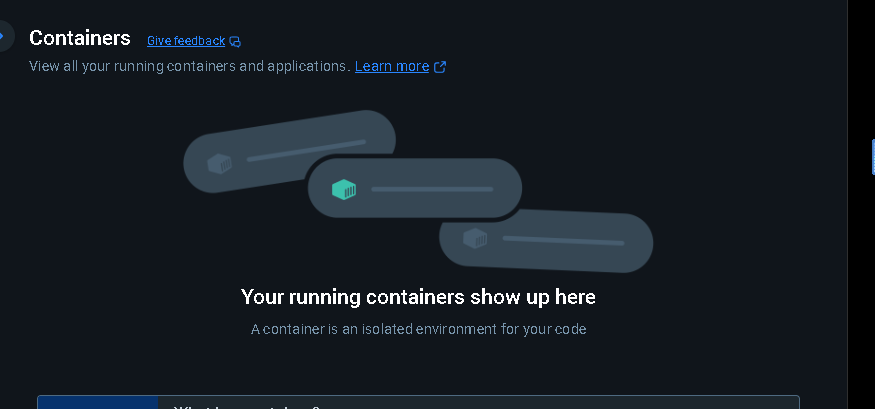 Containers Give feedback
View all your running containers and applications. Learn more
Your running containers show up here
A container is an isolated environment for your code